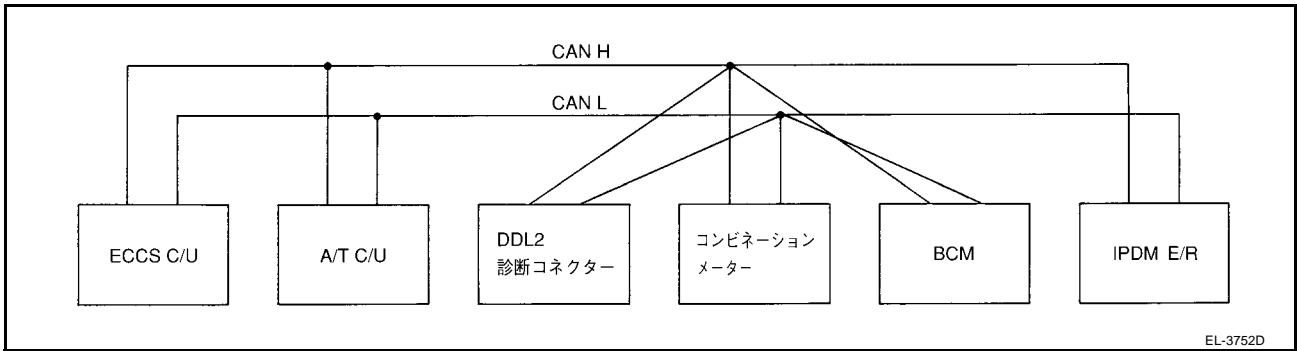 CAN H
CAN L
ECCS C/U
A/T C/U
DDL2
診断コネクター
コンビネーション
メーター
BCM
IPDM E/R
EL-3752D